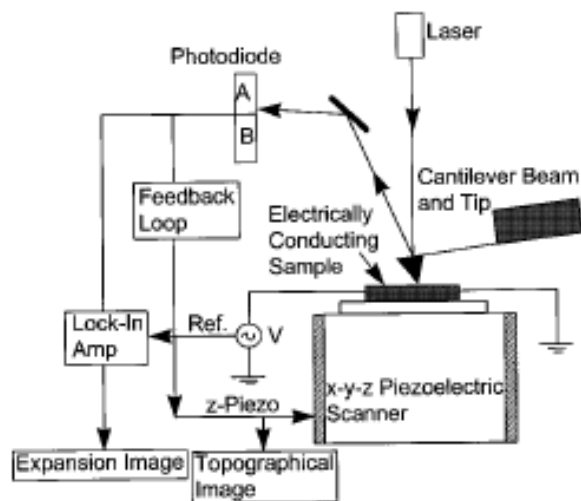 Laser
Photodiode
A
B
Cantilever Beam
and Tip
Feedback
Loop
Electrically
Conducting
Sample
Lock-In
Amp
Ref.
V
x-y-z Piezoelectric
Scanner
z-Piezo
Expansion Image
Topographical
Image